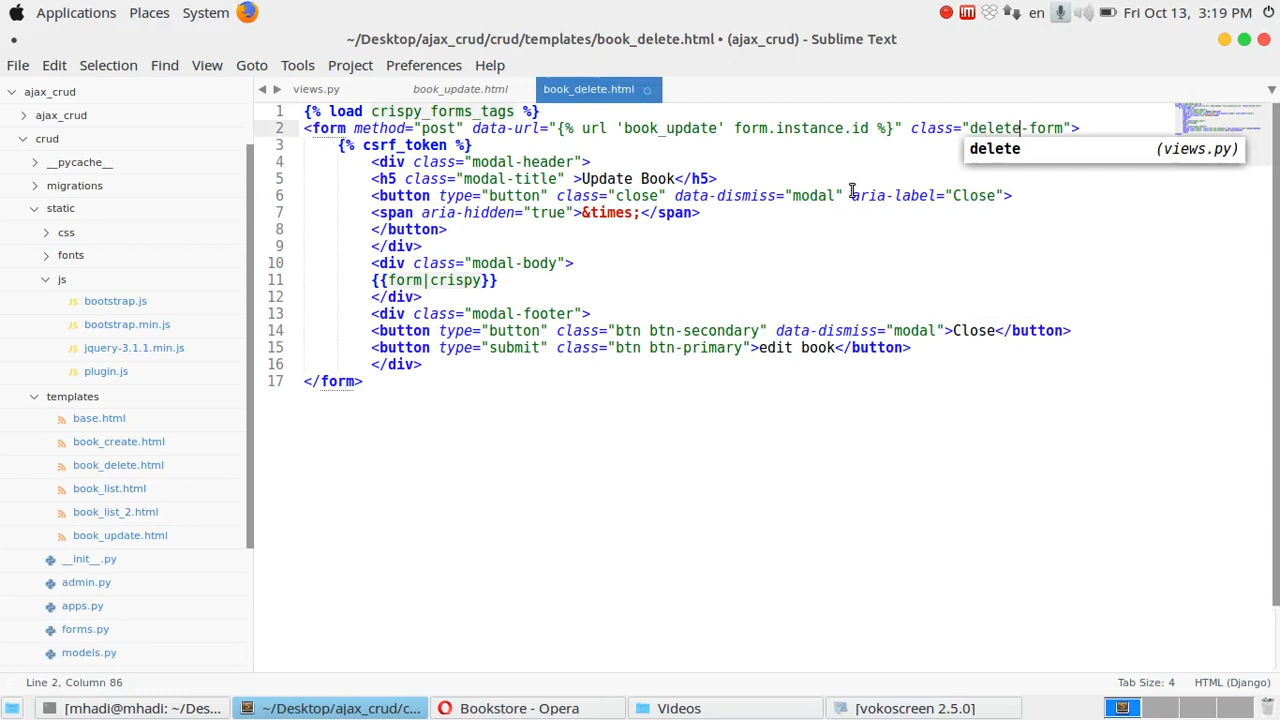 Applications Places System en Fri Oct 13, 3:19 PM
~/Desktop/ajax_crud/crud/templates/book_delete.html • (ajax_crud) - Sublime Text
File Edit Selection Find View Goto Tools Project Preferences Help
ajax_crud
ajax_crud
crud
__pycache__
migrations
static
css
fonts
js
bootstrap.js
bootstrap.min.js
jquery-3.1.1.min.js
plugin.js
templates
base.html
book_create.html
book_delete.html
book_list.html
book_list_2.html
book_update.html
__init__.py
admin.py
apps.py
forms.py
models.py
views.py book_update.html book_delete.html
1 {% load crispy_forms_tags %}
2 <form method="post" data-url="{% url 'book_update' form.instance.id %}" class="delete-form">
delete (views.py)
3 {% csrf_token %}
4 <div class="modal-header">
5 <h5 class="modal-title" >Update Book</h5>
6 <button type="button" class="close" data-dismiss="modal" aria-label="Close">
7 <span aria-hidden="true">&times;</span>
8 </button>
9 </div>
10 <div class="modal-body">
11 {{form|crispy}}
12 </div>
13 <div class="modal-footer">
14 <button type="button" class="btn btn-secondary" data-dismiss="modal">Close</button>
15 <button type="submit" class="btn btn-primary">edit book</button>
16 </div>
17 </form>
Line 2, Column 86 Tab Size: 4 HTML (Django)
[mhadi@mhadi: ~/Des... ~/Desktop/ajax_crud/c... Bookstore - Opera Videos [vokoscreen 2.5.0]